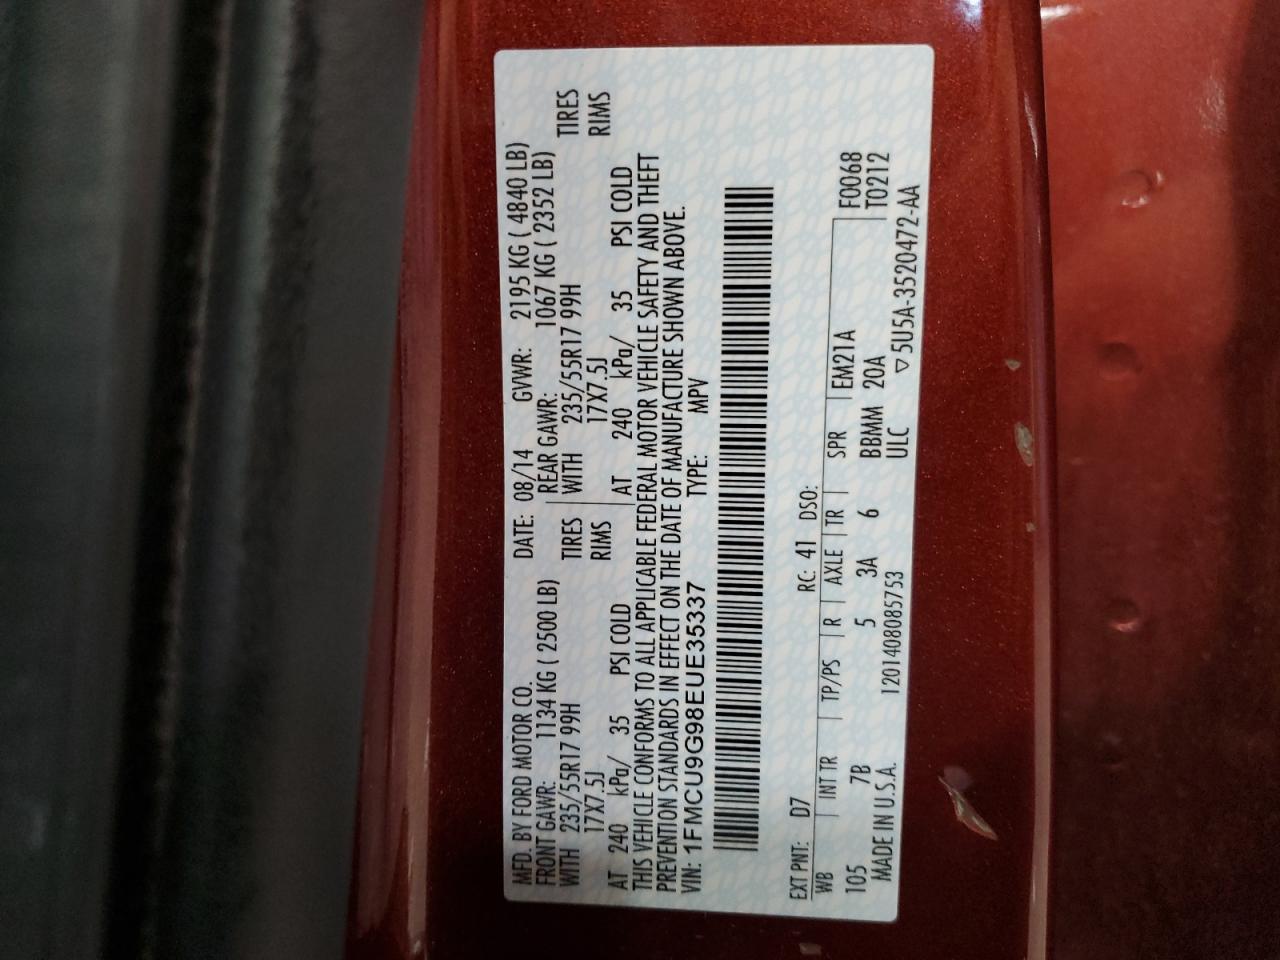 MFD. BY FORD MOTOR CO. DATE: 08/14 GVWR: 2195 KG ( 4840 LB)
FRONT GAWR: 1134 KG ( 2500 LB) REAR GAWR: 1067 KG ( 2352 LB)
WITH 235/55R17 99H TIRES WITH 235/55R17 99H TIRES
17X7.5J RIMS 17X7.5J RIMS
AT 240 kPa/ 35 PSI COLD AT 240 kPa/ 35 PSI COLD
THIS VEHICLE CONFORMS TO ALL APPLICABLE FEDERAL MOTOR VEHICLE SAFETY AND THEFT
PREVENTION STANDARDS IN EFFECT ON THE DATE OF MANUFACTURE SHOWN ABOVE.
VIN: 1FMCU9G98EUE35337 TYPE: MPV
EXT PNT: D7 RC: 41 DSO:
WB INT TR TP/PS R AXLE TR SPR EM21A F0068
105 7B 5 3A 6 BBMM 20A T0212
MADE IN U.S.A. 120140808​5753 ULC ▽5U5A-3520472-AA